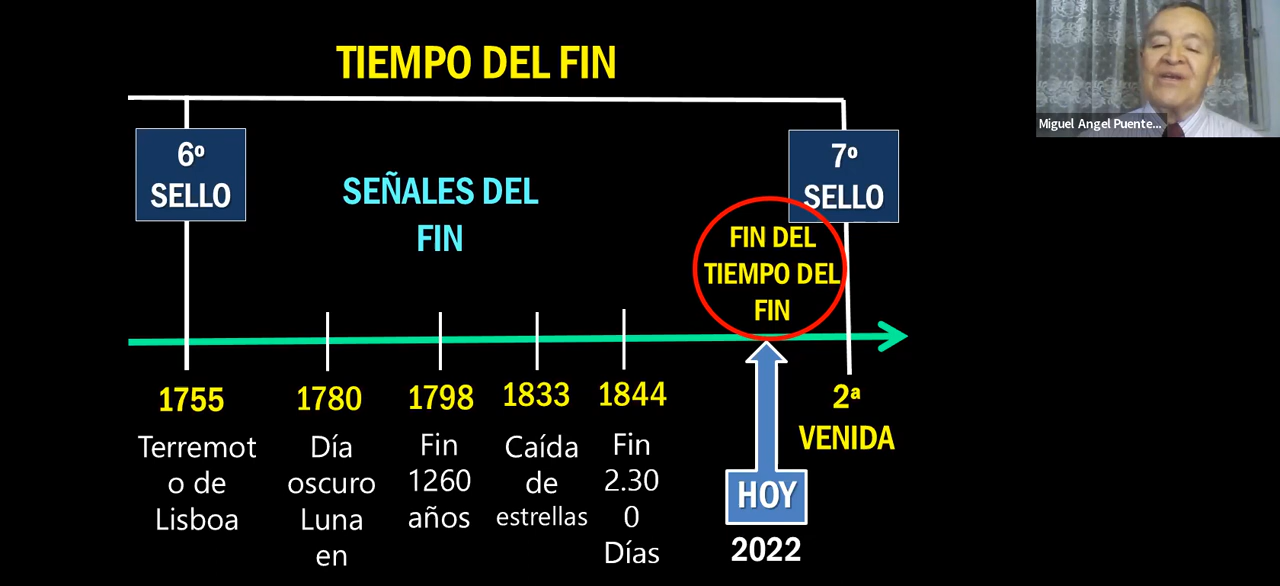 TIEMPO DEL FIN
Miguel Angel Puente...
6º
SELLO
SEÑALES DEL
FIN
7º
SELLO
FIN DEL
TIEMPO DEL
FIN
1755
Terremot
o de
Lisboa
1780
Día
oscuro
Luna
en
1798
Fin
1260
años
1833
Caída
de
estrellas
1844
Fin
2.30
0
Días
HOY
2022
2ª
VENIDA